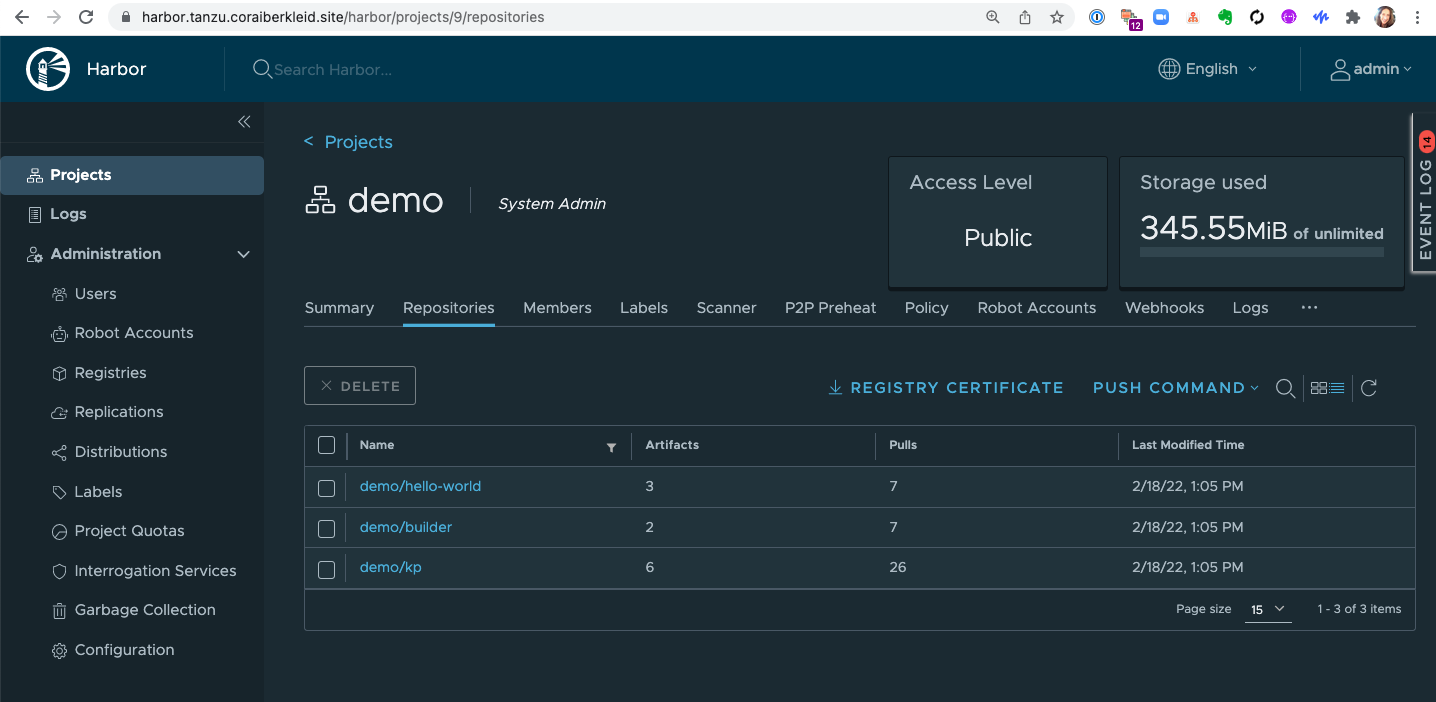 harbor.tanzu.coraiberkleid.site/harbor/projects/9/repositories
12
Harbor
Search Harbor...
English
admin
Projects
Logs
Administration
Users
Robot Accounts
Registries
Replications
Distributions
Labels
Project Quotas
Interrogation Services
Garbage Collection
Configuration
< Projects
demo
System Admin
Access Level
Public
Storage used
345.55MiB of unlimited
EVENT LOG 14
Summary Repositories Members Labels Scanner P2P Preheat Policy Robot Accounts Webhooks Logs ...
DELETE
REGISTRY CERTIFICATE PUSH COMMAND
Name Artifacts Pulls Last Modified Time
demo/hello-world 3 7 2/18/22, 1:05 PM
demo/builder 2 7 2/18/22, 1:05 PM
demo/kp 6 26 2/18/22, 1:05 PM
Page size 15 1 - 3 of 3 items